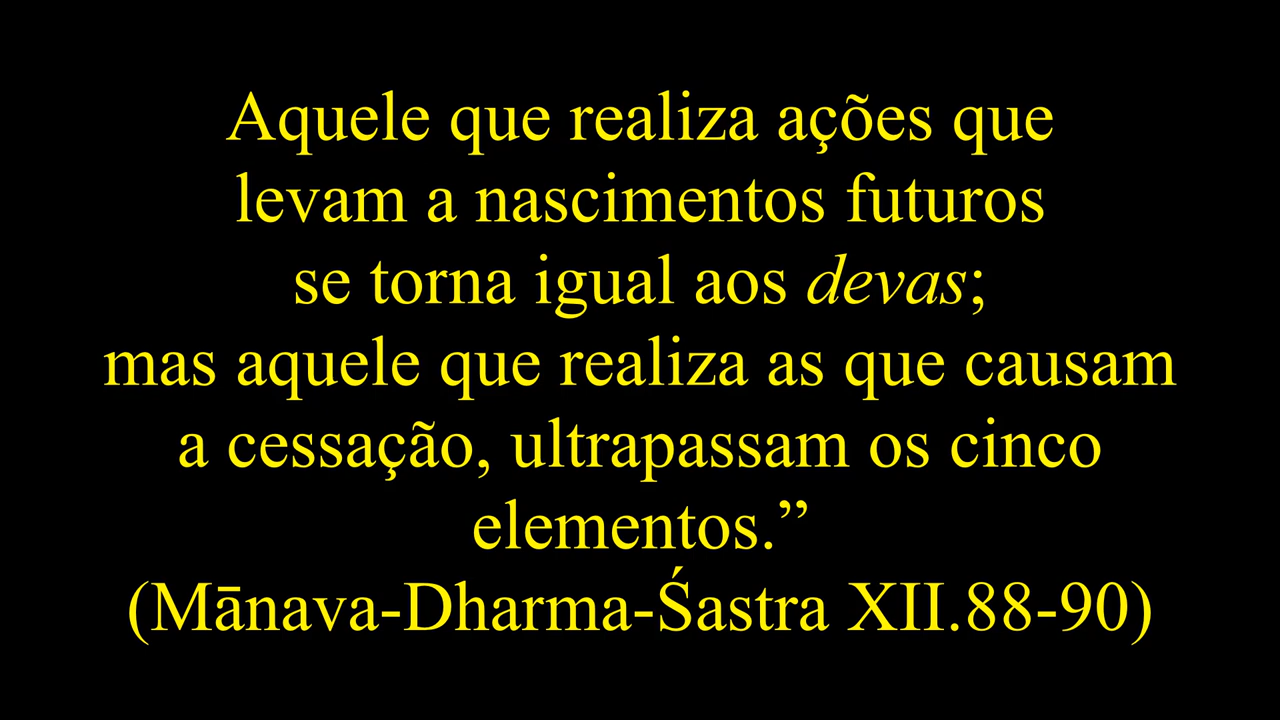 Aquele que realiza ações que
levam a nascimentos futuros
se torna igual aos devas;
mas aquele que realiza as que causam
a cessação, ultrapassam os cinco
elementos.”
(Mānava-Dharma-Śastra XII.88-90)